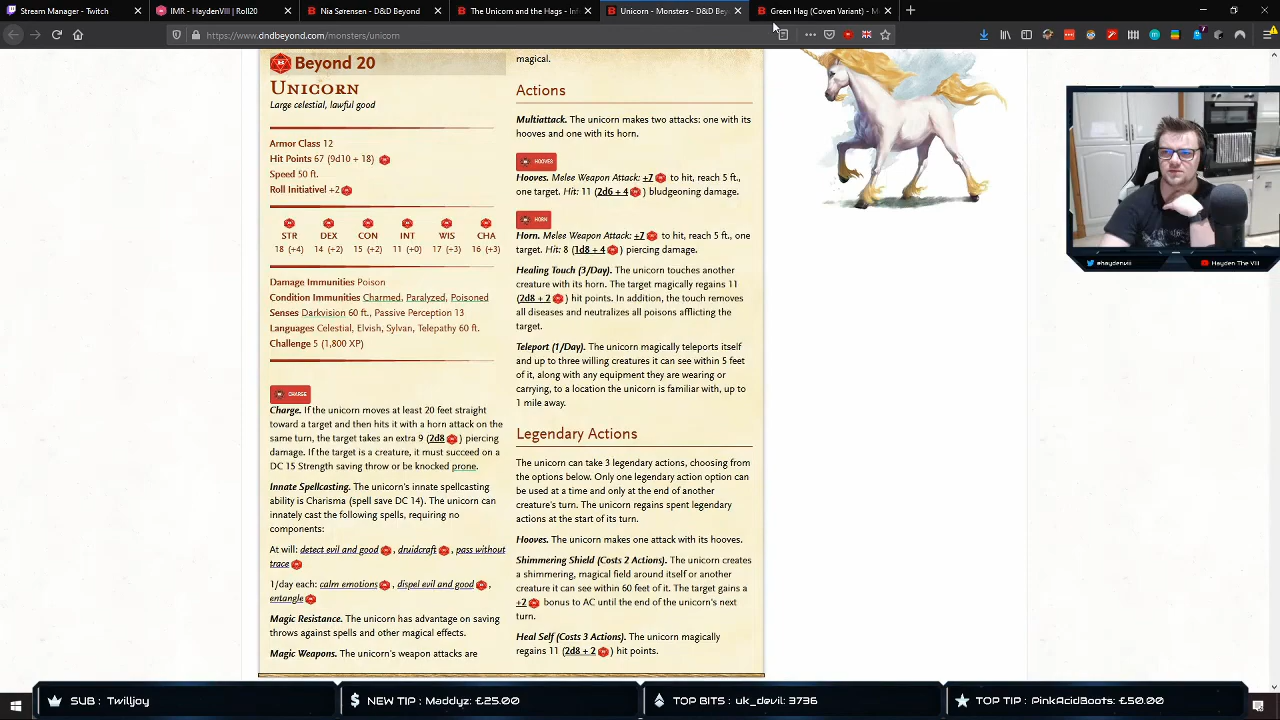 Stream Manager - Twitch
IMR - HaydenVIII | Roll20
Nia Sørensen - D&D Beyond
The Unicorn and the Hags - Inf
Unicorn - Monsters - D&D Bey
Green Hag (Coven Variant) - M
https://www.dndbeyond.com/monsters/unicorn
Beyond 20
Unicorn
Large celestial, lawful good
Armor Class 12
Hit Points 67 (9d10 + 18)
Speed 50 ft.
Roll Initiative! +2
STR DEX CON INT WIS CHA
18 (+4) 14 (+2) 15 (+2) 11 (+0) 17 (+3) 16 (+3)
Damage Immunities Poison
Condition Immunities Charmed, Paralyzed, Poisoned
Senses Darkvision 60 ft., Passive Perception 13
Languages Celestial, Elvish, Sylvan, Telepathy 60 ft.
Challenge 5 (1,800 XP)
CHARGE
Charge. If the unicorn moves at least 20 feet straight
toward a target and then hits it with a horn attack on the
same turn, the target takes an extra 9 (2d8) piercing
damage. If the target is a creature, it must succeed on a
DC 15 Strength saving throw or be knocked prone.
Innate Spellcasting. The unicorn's innate spellcasting
ability is Charisma (spell save DC 14). The unicorn can
innately cast the following spells, requiring no
components:
At will: detect evil and good, druidcraft, pass without
trace
1/day each: calm emotions, dispel evil and good,
entangle
Magic Resistance. The unicorn has advantage on saving
throws against spells and other magical effects.
Magic Weapons. The unicorn's weapon attacks are
magical.
Actions
Multiattack. The unicorn makes two attacks: one with its
hooves and one with its horn.
HOOVES
Hooves. Melee Weapon Attack: +7 to hit, reach 5 ft.,
one target. Hit: 11 (2d6 + 4) bludgeoning damage.
HORN
Horn. Melee Weapon Attack: +7 to hit, reach 5 ft., one
target. Hit: 8 (1d8 + 4) piercing damage.
Healing Touch (3/Day). The unicorn touches another
creature with its horn. The target magically regains 11
(2d8 + 2) hit points. In addition, the touch removes
all diseases and neutralizes all poisons afflicting the
target.
Teleport (1/Day). The unicorn magically teleports itself
and up to three willing creatures it can see within 5 feet
of it, along with any equipment they are wearing or
carrying, to a location the unicorn is familiar with, up to
1 mile away.
Legendary Actions
The unicorn can take 3 legendary actions, choosing from
the options below. Only one legendary action option can
be used at a time and only at the end of another
creature's turn. The unicorn regains spent legendary
actions at the start of its turn.
Hooves. The unicorn makes one attack with its hooves.
Shimmering Shield (Costs 2 Actions). The unicorn creates
a shimmering, magical field around itself or another
creature it can see within 60 feet of it. The target gains a
+2 bonus to AC until the end of the unicorn's next
turn.
Heal Self (Costs 3 Actions). The unicorn magically
regains 11 (2d8 + 2) hit points.
@haydenviii
Hayden The VIII
SUB : Twilljoy
NEW TIP : Maddyz: £25.00
TOP BITS : uk_devil: 3736
TOP TIP : PinkAcidBoots: £50.00